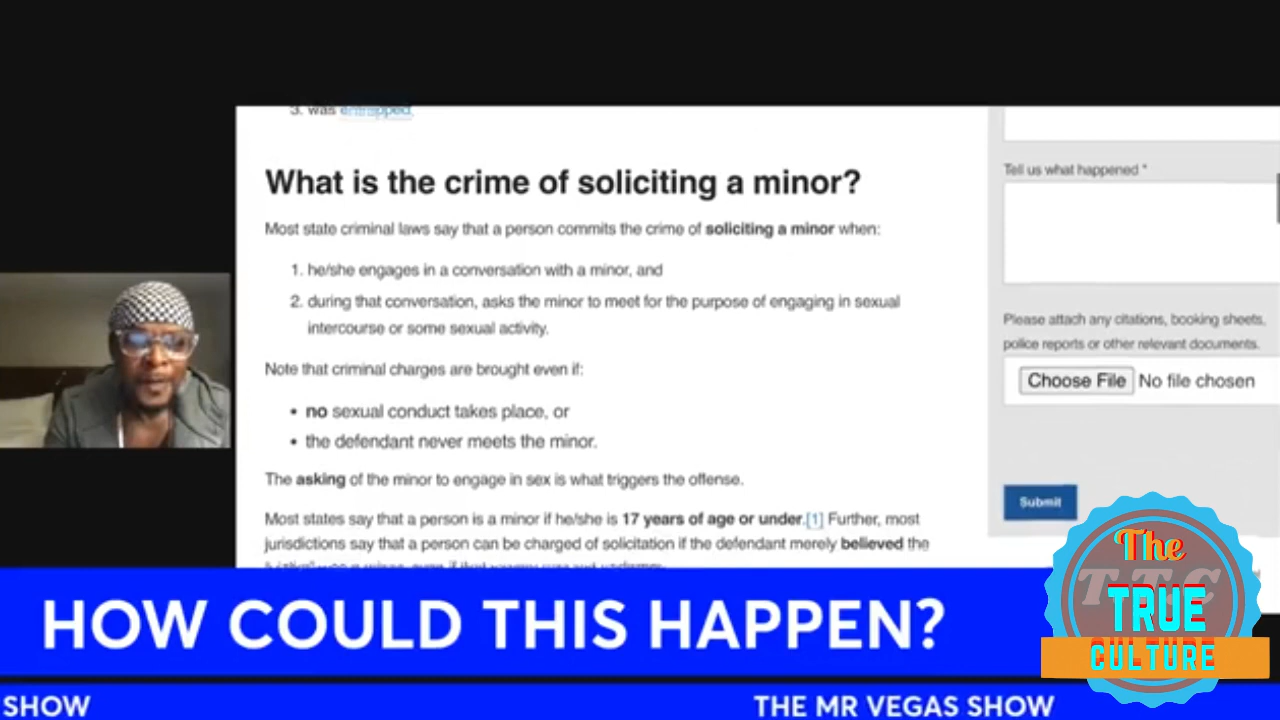 3. was entrapped.
What is the crime of soliciting a minor?
Most state criminal laws say that a person commits the crime of soliciting a minor when:
1. he/she engages in a conversation with a minor, and
2. during that conversation, asks the minor to meet for the purpose of engaging in sexual
intercourse or some sexual activity.
Note that criminal charges are brought even if:
• no sexual conduct takes place, or
• the defendant never meets the minor.
The asking of the minor to engage in sex is what triggers the offense.
Most states say that a person is a minor if he/she is 17 years of age or under.[1] Further, most
jurisdictions say that a person can be charged of solicitation if the defendant merely believed the
Tell us what happened *
Please attach any citations, booking sheets,
police reports or other relevant documents.
Choose File No file chosen
Submit
The
TTC
TRUE
CULTURE
HOW COULD THIS HAPPEN?
SHOW THE MR VEGAS SHOW